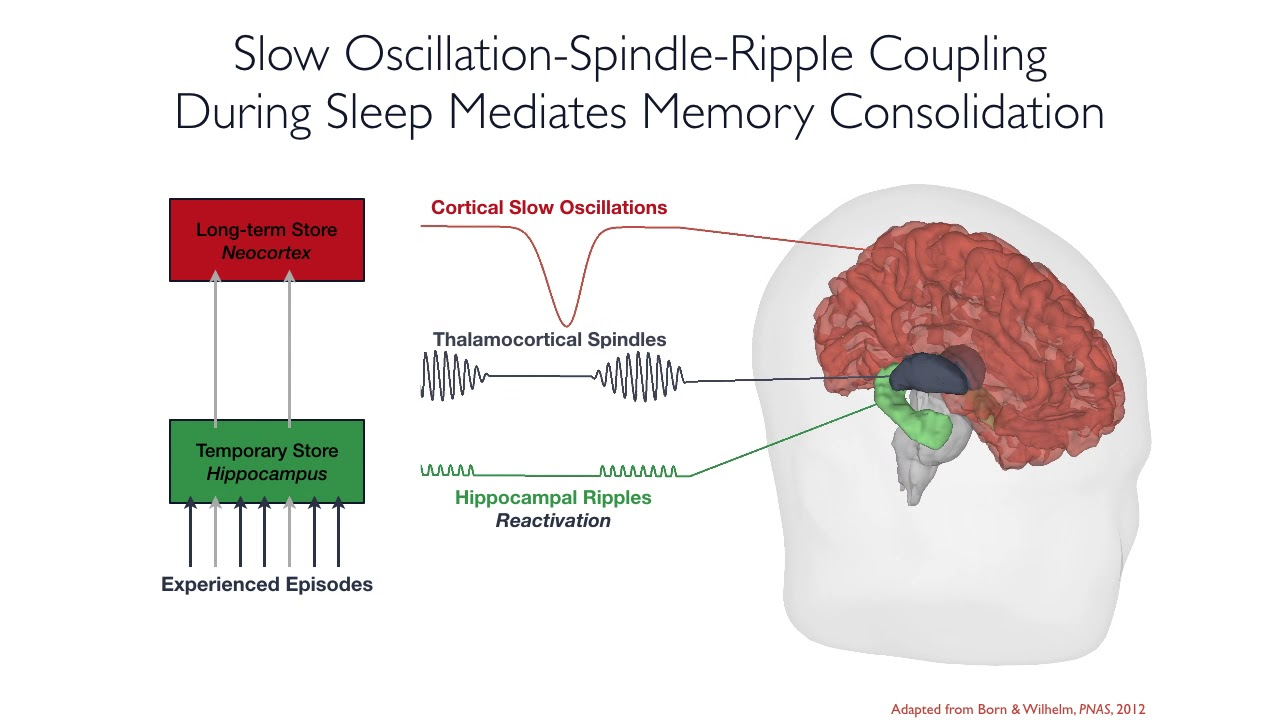 Slow Oscillation-Spindle-Ripple Coupling
During Sleep Mediates Memory Consolidation
Long-term Store
Neocortex
Temporary Store
Hippocampus
Experienced Episodes
Cortical Slow Oscillations
Thalamocortical Spindles
Hippocampal Ripples
Reactivation
Adapted from Born & Wilhelm, PNAS, 2012